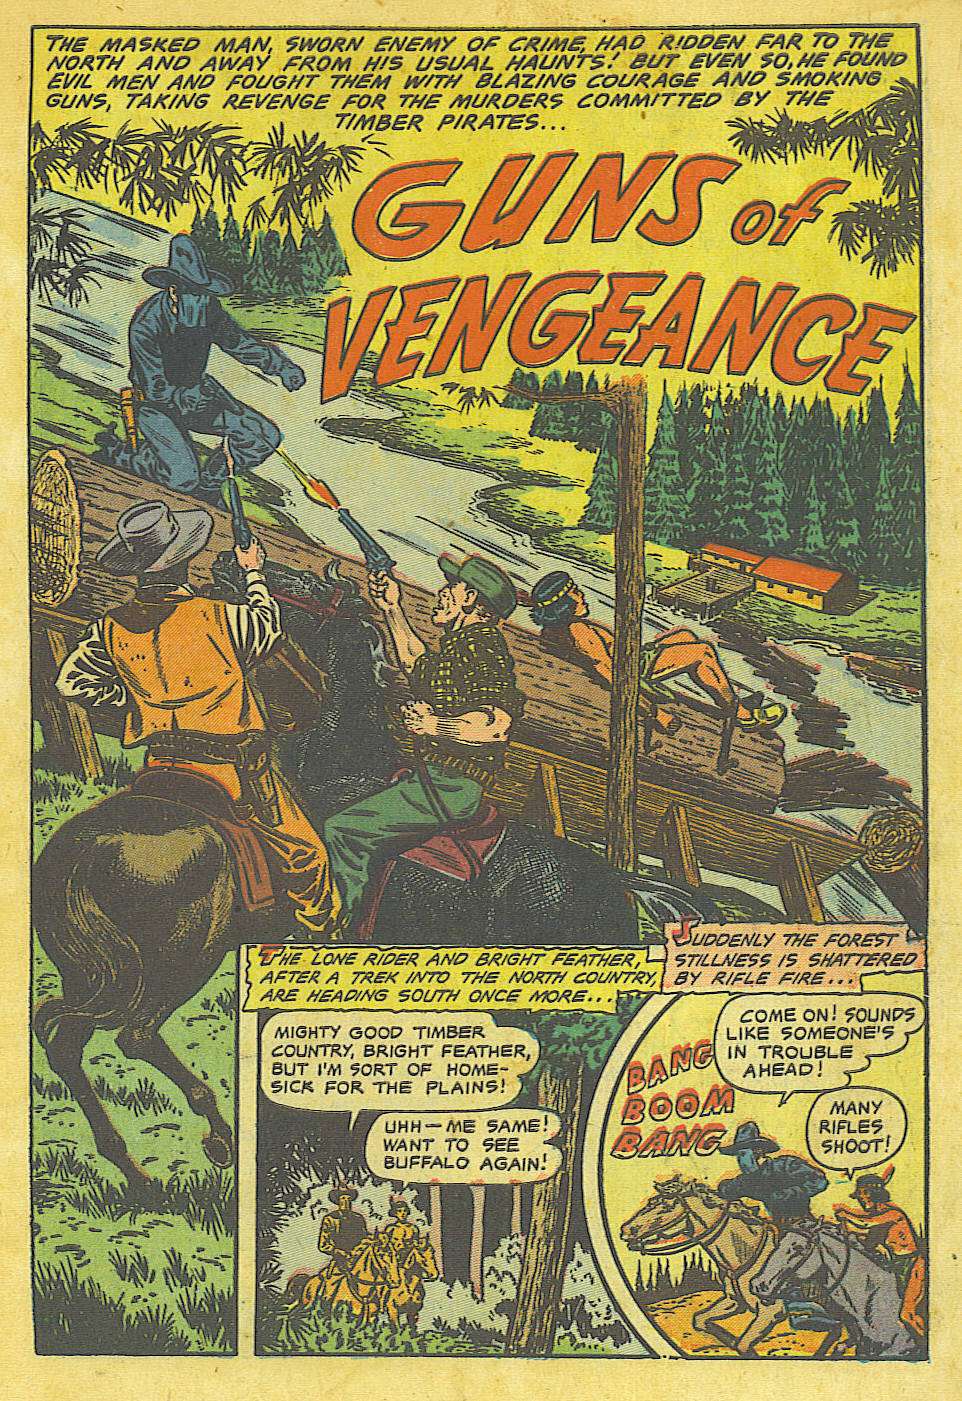 THE MASKED MAN, SWORN ENEMY OF CRIME, HAD RIDDEN FAR TO THE
NORTH AND AWAY FROM HIS USUAL HAUNTS! BUT EVEN SO, HE FOUND
EVIL MEN AND FOUGHT THEM WITH BLAZING COURAGE AND SMOKING
GUNS, TAKING REVENGE FOR THE MURDERS COMMITTED BY THE
TIMBER PIRATES...
GUNS of
VENGEANCE
THE LONE RIDER AND BRIGHT FEATHER,
AFTER A TREK INTO THE NORTH COUNTRY,
ARE HEADING SOUTH ONCE MORE...
MIGHTY GOOD TIMBER
COUNTRY, BRIGHT FEATHER,
BUT I'M SORT OF HOME-
SICK FOR THE PLAINS!
UHH—ME SAME!
WANT TO SEE
BUFFALO AGAIN!
SUDDENLY THE FOREST
STILLNESS IS SHATTERED
BY RIFLE FIRE...
COME ON! SOUNDS
LIKE SOMEONE'S
IN TROUBLE
AHEAD!
BANG
BOOM
BANG
MANY
RIFLES
SHOOT!